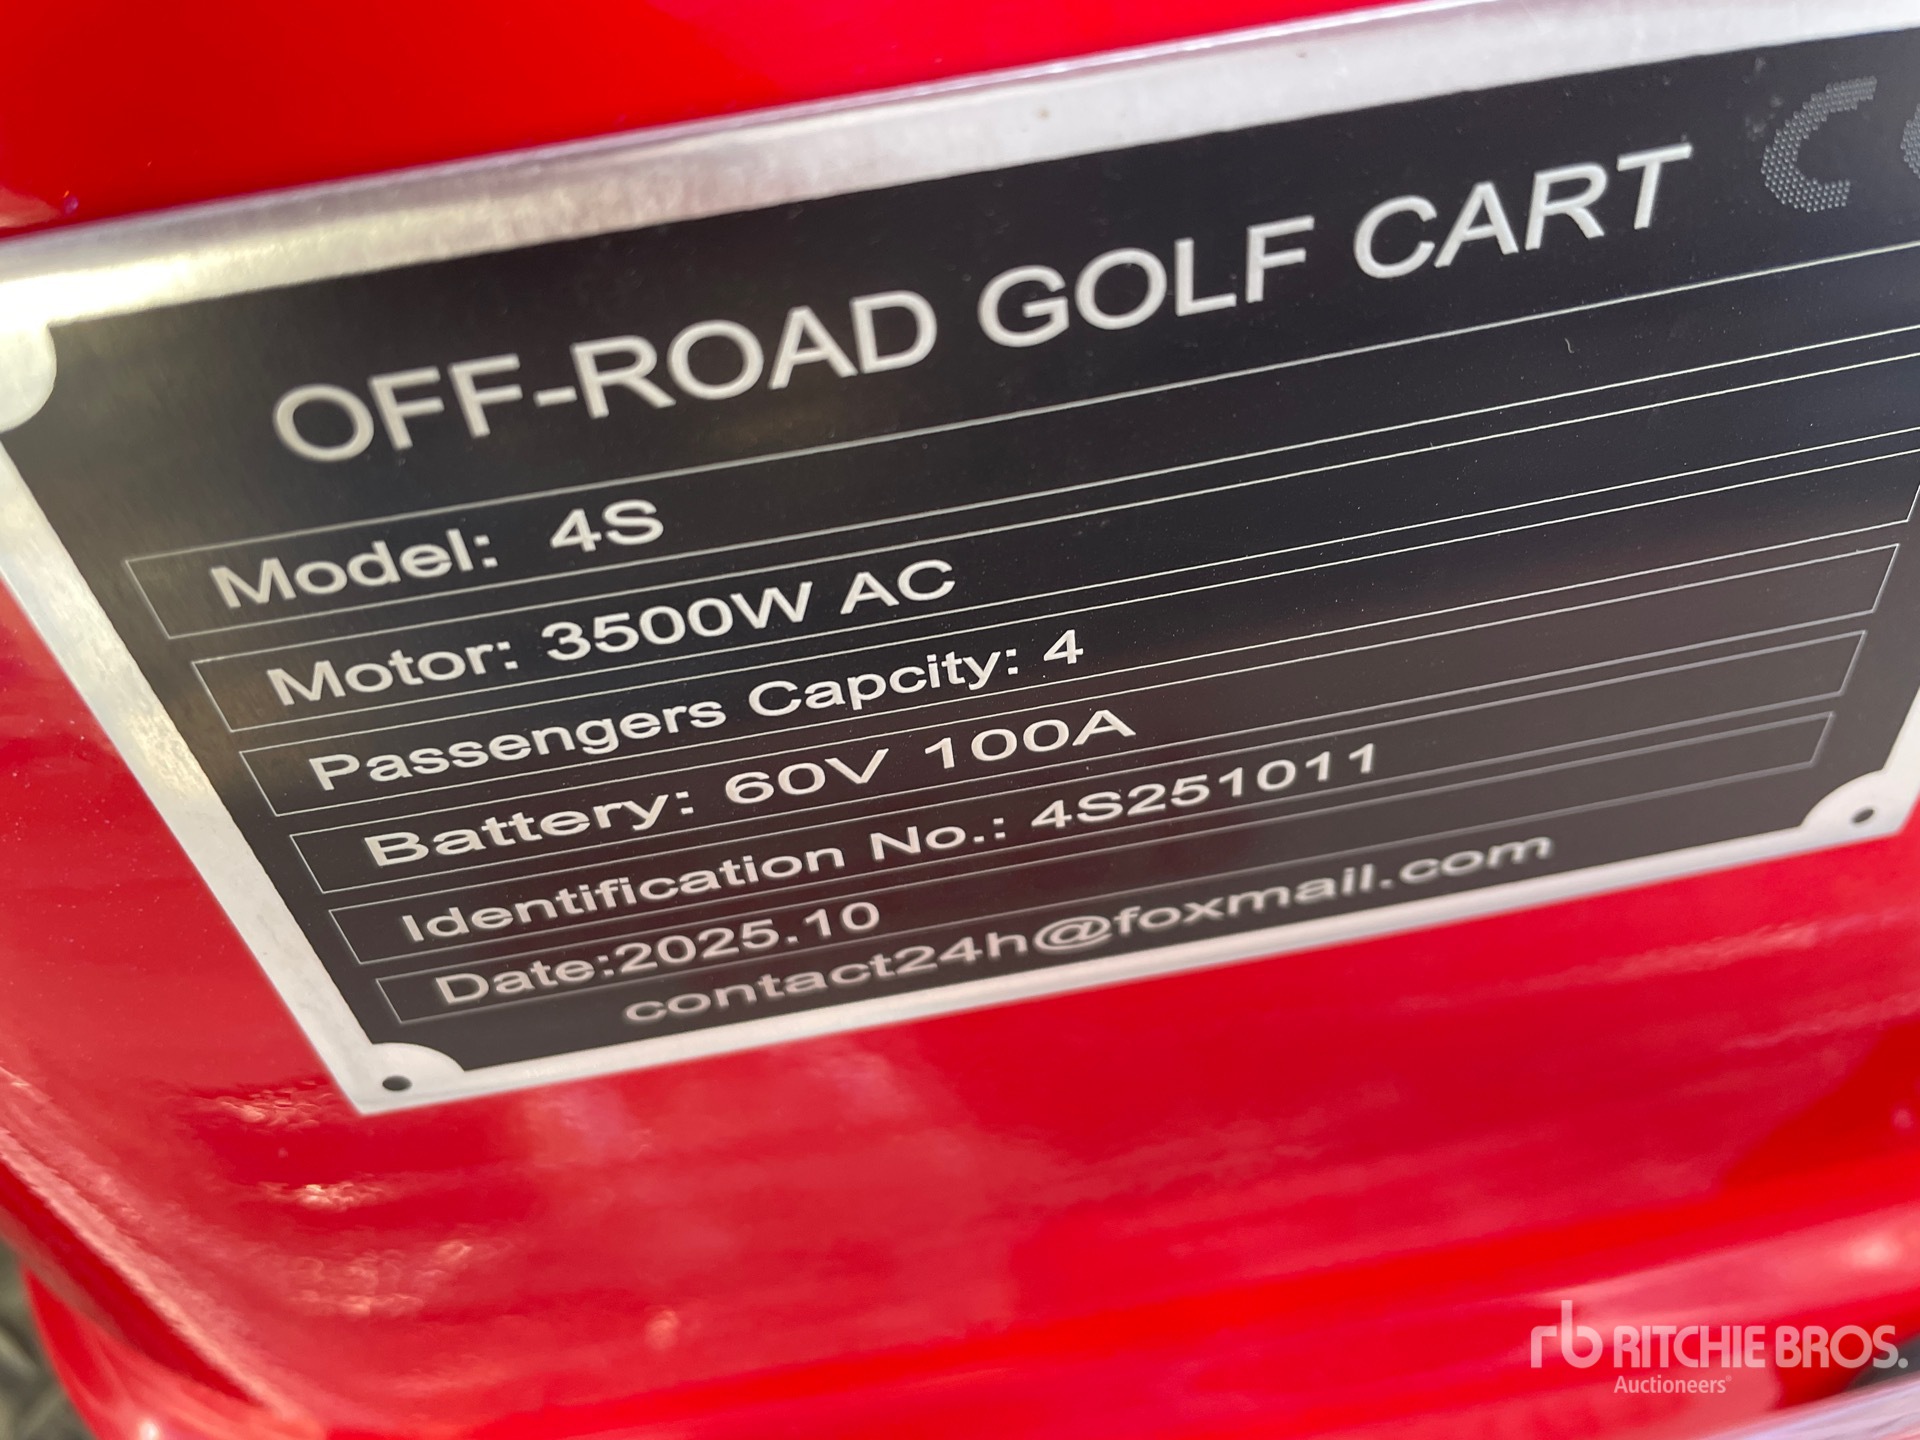 OFF-ROAD GOLF CART
Model: 4S
Motor: 3500W AC
Passengers Capcity: 4
Battery: 60V 100A
Identification No.: 4S251011
Date:2025.10
contact24h@foxmail.com
rb RITCHIE BROS.
Auctioneers